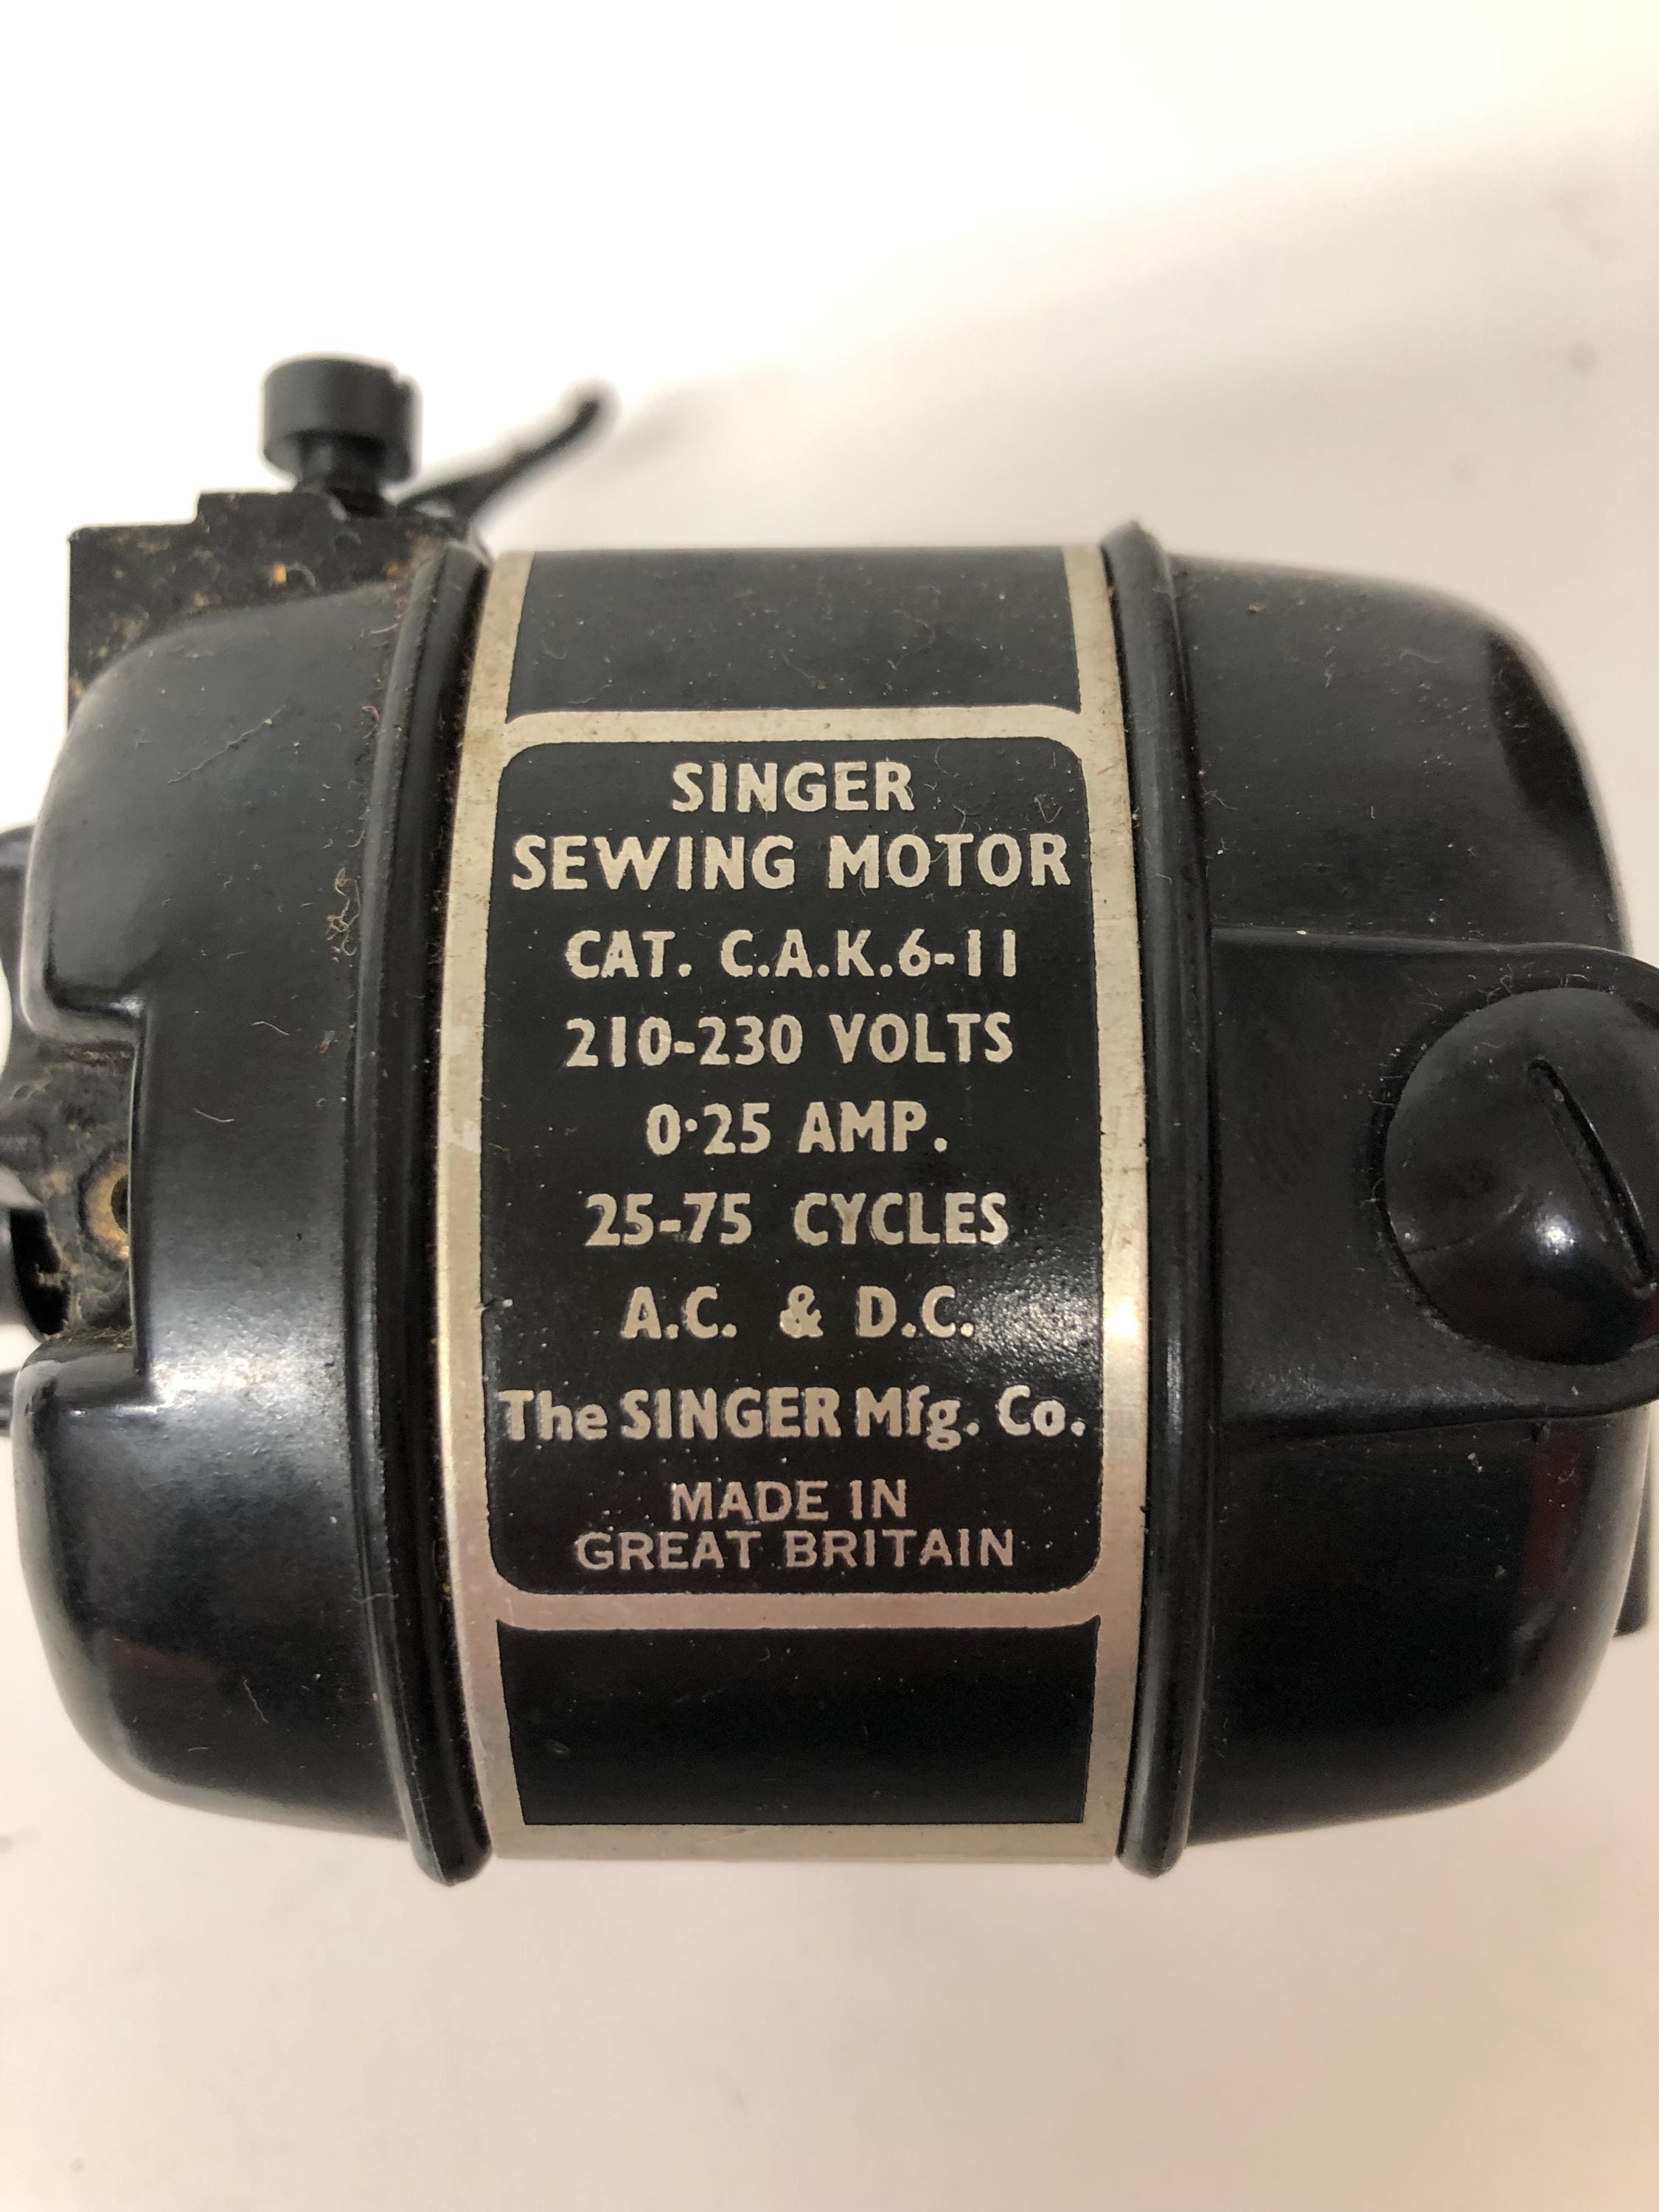 SINGER
SEWING MOTOR
CAT. C.A.K.6-11
210-230 VOLTS
0·25 AMP.
25-75 CYCLES
A.C. & D.C.
The SINGER Mfg. Co.
MADE IN
GREAT BRITAIN